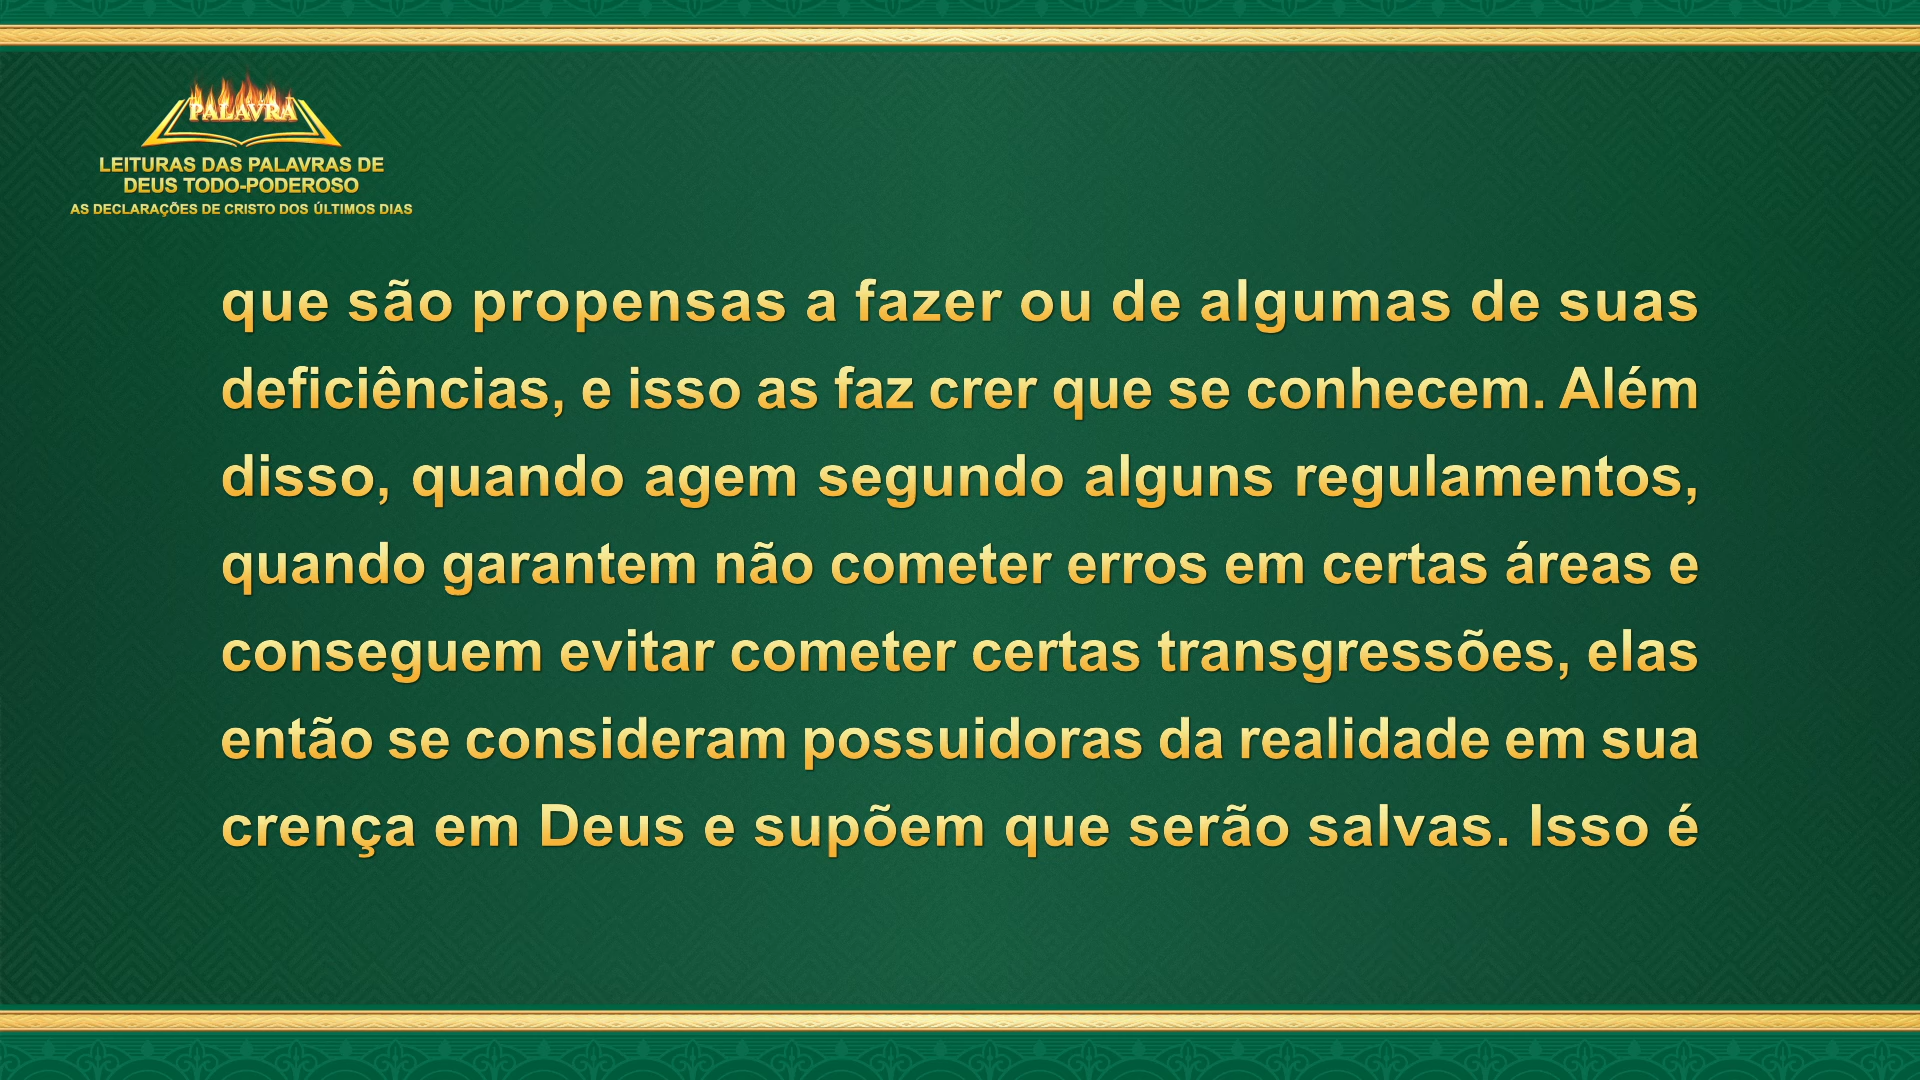 PALAVRA
LEITURAS DAS PALAVRAS DE
DEUS TODO-PODEROSO
AS DECLARAÇÕES DE CRISTO DOS ÚLTIMOS DIAS
que são propensas a fazer ou de algumas de suas
deficiências, e isso as faz crer que se conhecem. Além
disso, quando agem segundo alguns regulamentos,
quando garantem não cometer erros em certas áreas e
conseguem evitar cometer certas transgressões, elas
então se consideram possuidoras da realidade em sua
crença em Deus e supõem que serão salvas. Isso é